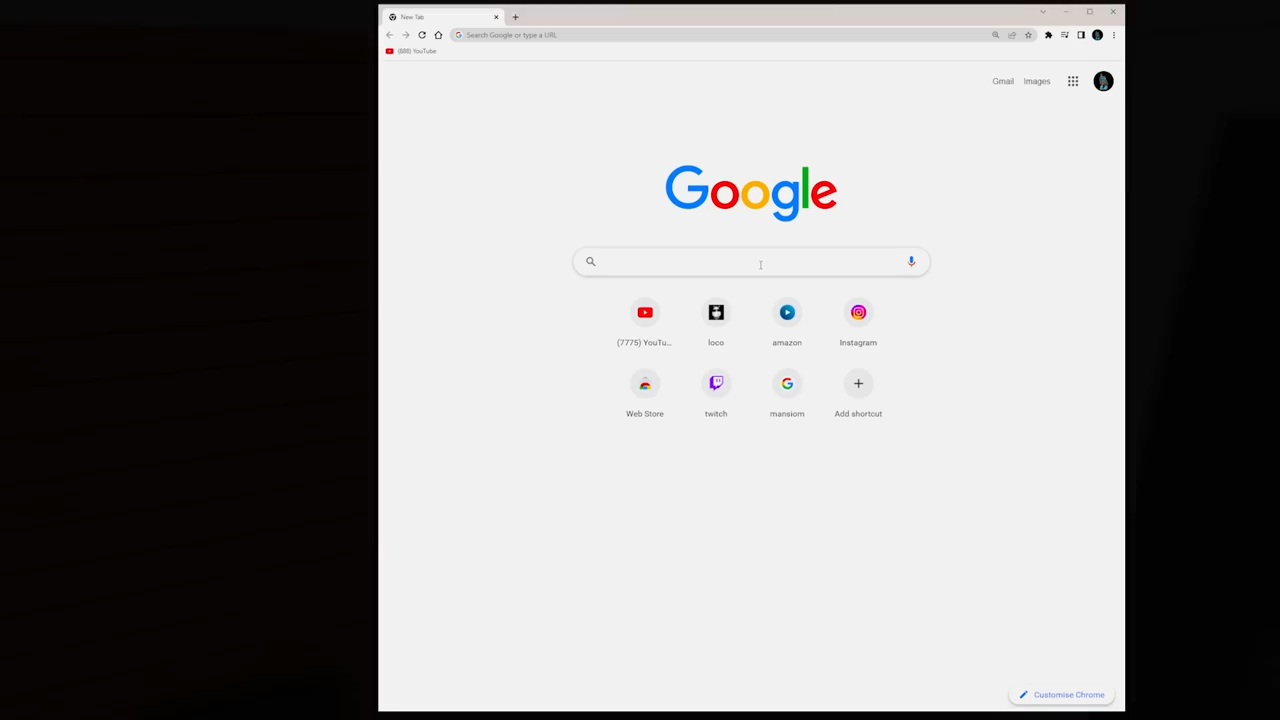 New Tab
Search Google or type a URL
(888) YouTube
Gmail Images
Google
(7775) YouTu... loco amazon Instagram
Web Store twitch mansiom Add shortcut
Customise Chrome